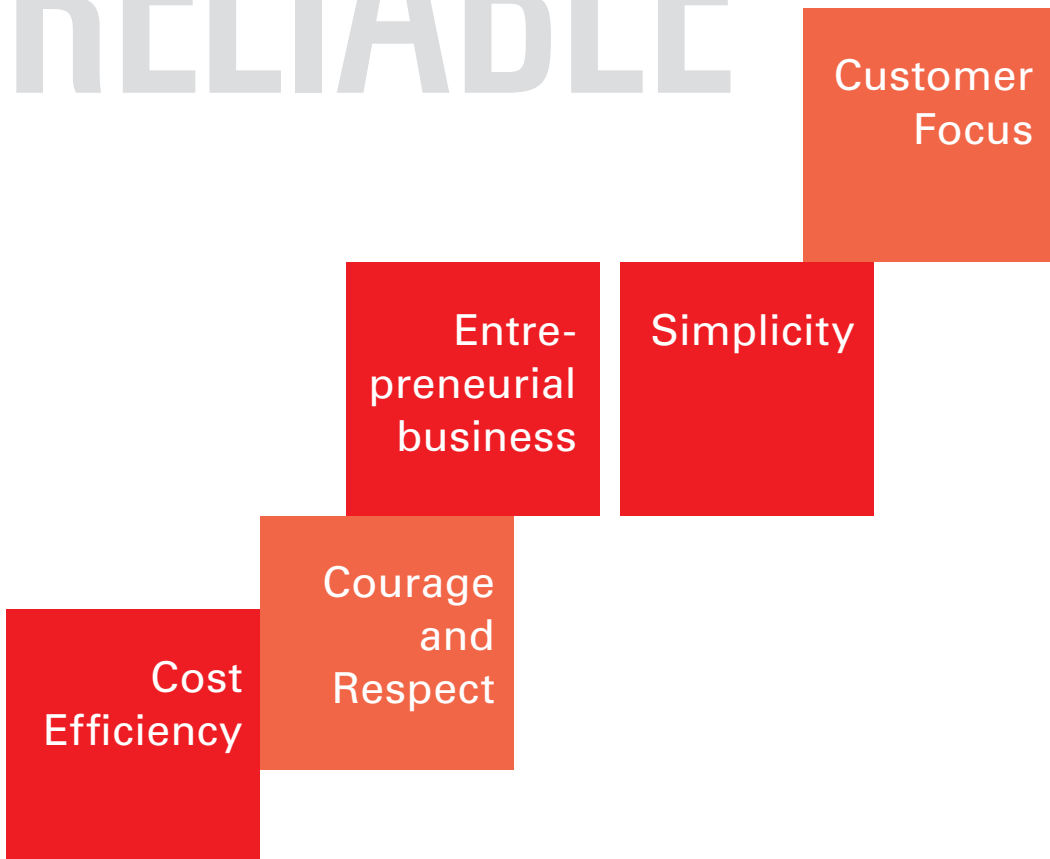 RELIABLE
Customer
Focus
Entre-
preneurial
business
Simplicity
Courage
and
Respect
Cost
Efficiency